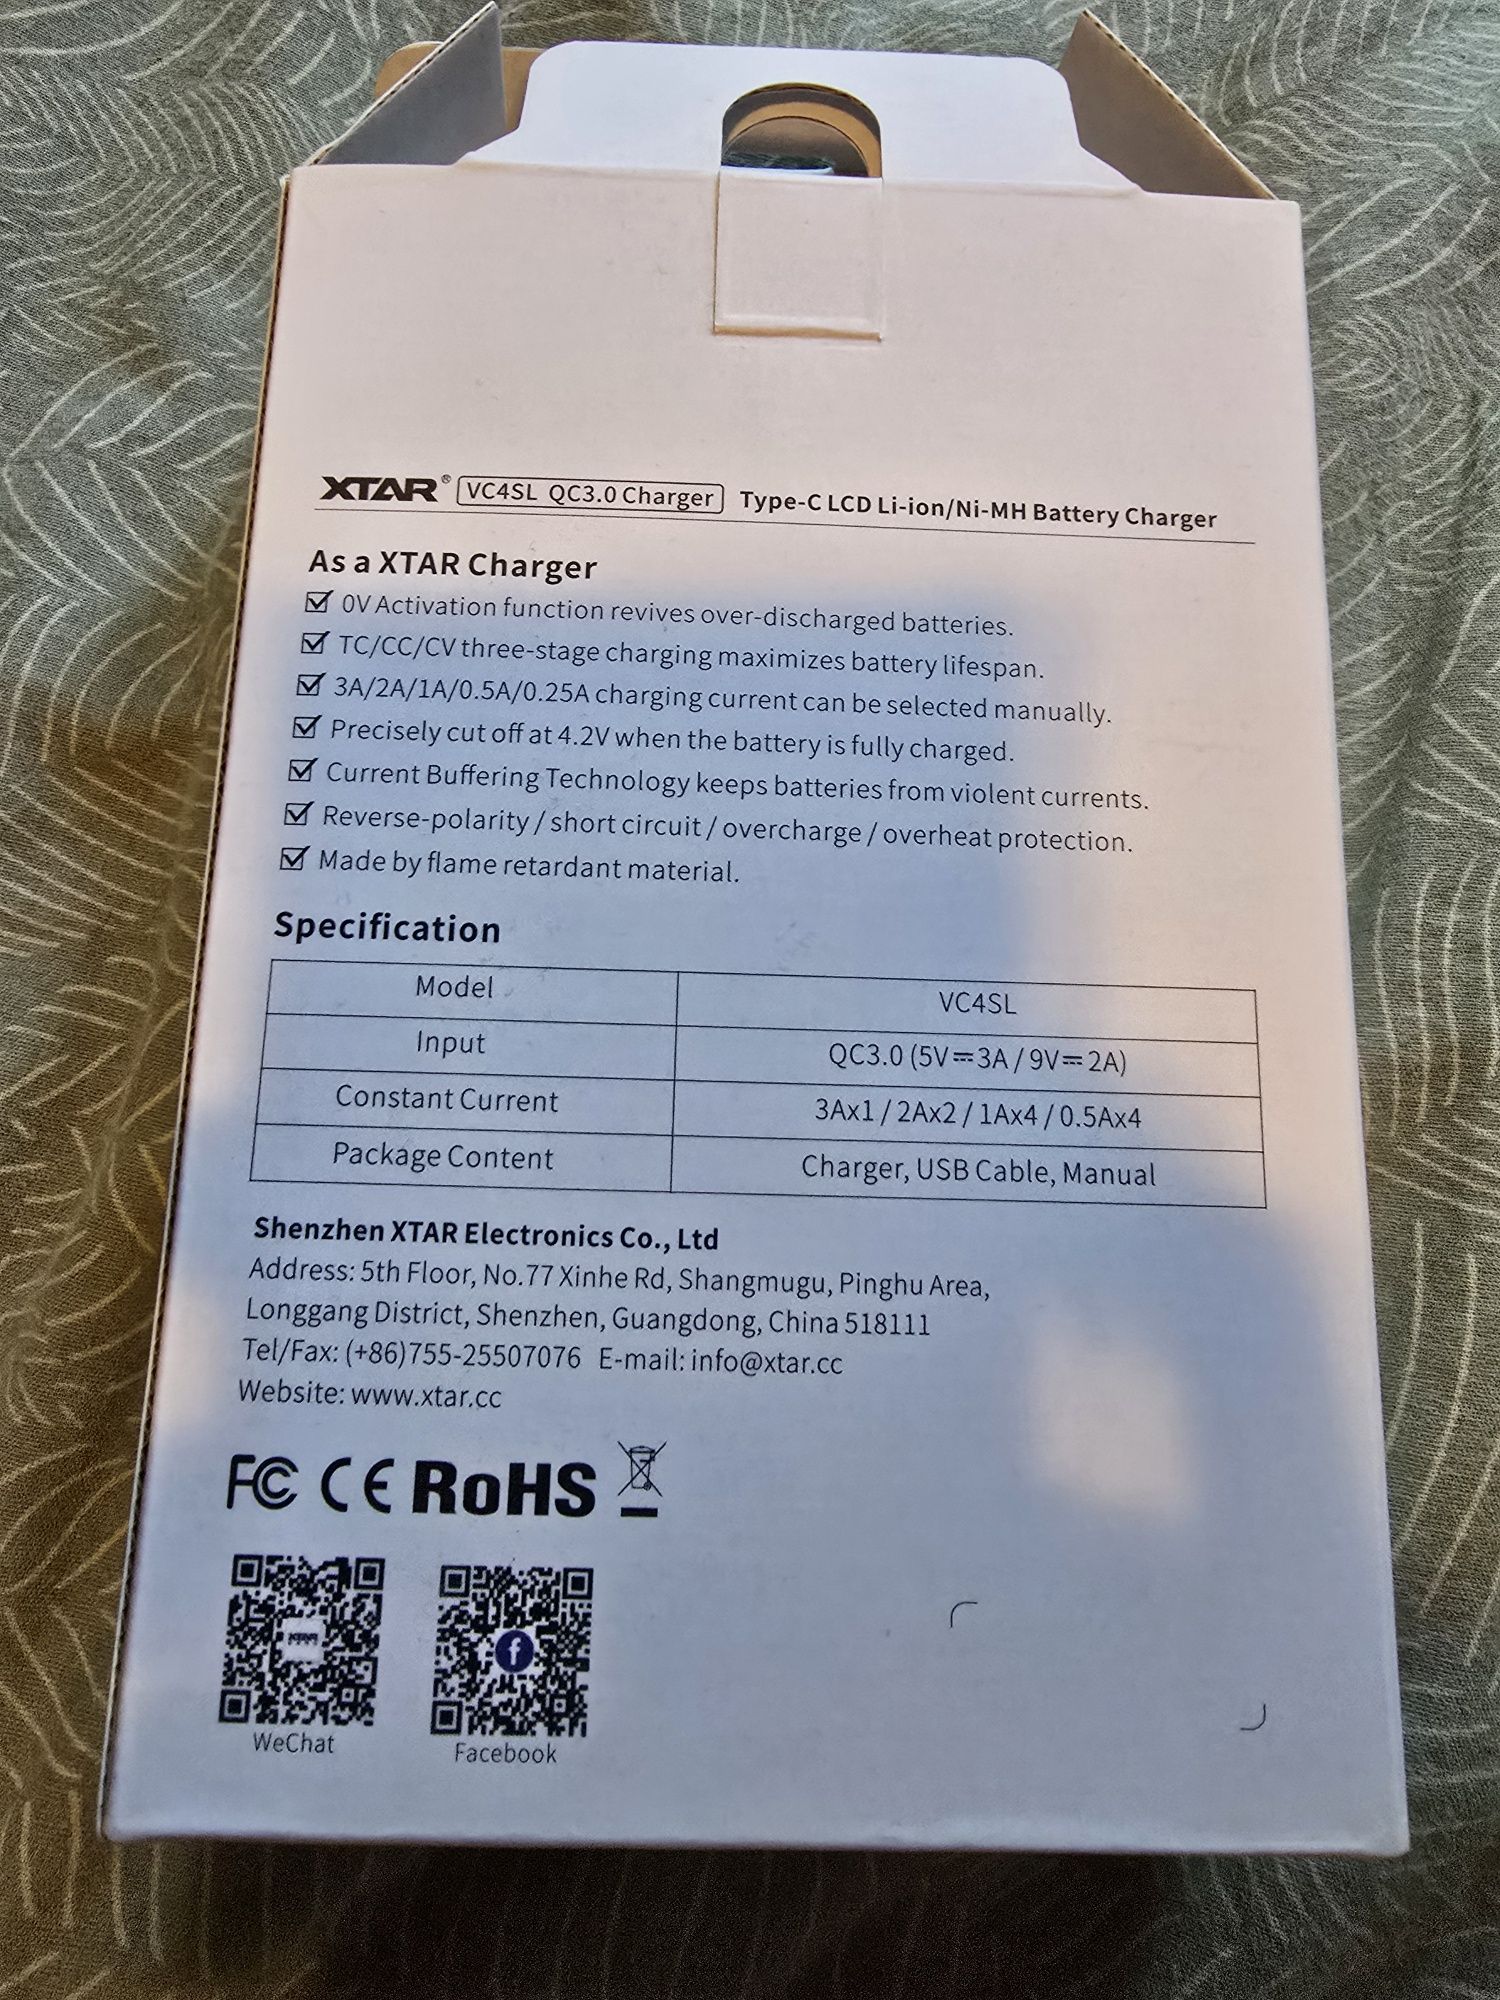 XTAR® VC4SL QC3.0 Charger Type-C LCD Li-ion/Ni-MH Battery Charger
As a XTAR Charger
0V Activation function revives over-discharged batteries.
TC/CC/CV three-stage charging maximizes battery lifespan.
3A/2A/1A/0.5A/0.25A charging current can be selected manually.
Precisely cut off at 4.2V when the battery is fully charged.
Current Buffering Technology keeps batteries from violent currents.
Reverse-polarity / short circuit / overcharge / overheat protection.
Made by flame retardant material.
Specification
Model VC4SL
Input QC3.0 (5V⎓3A / 9V⎓2A)
Constant Current 3Ax1 / 2Ax2 / 1Ax4 / 0.5Ax4
Package Content Charger, USB Cable, Manual
Shenzhen XTAR Electronics Co., Ltd
Address: 5th Floor, No.77 Xinhe Rd, Shangmugu, Pinghu Area,
Longgang District, Shenzhen, Guangdong, China 518111
Tel/Fax: (+86)755-25507076 E-mail: info@xtar.cc
Website: www.xtar.cc
FC CE RoHS
XTAR f
WeChat Facebook